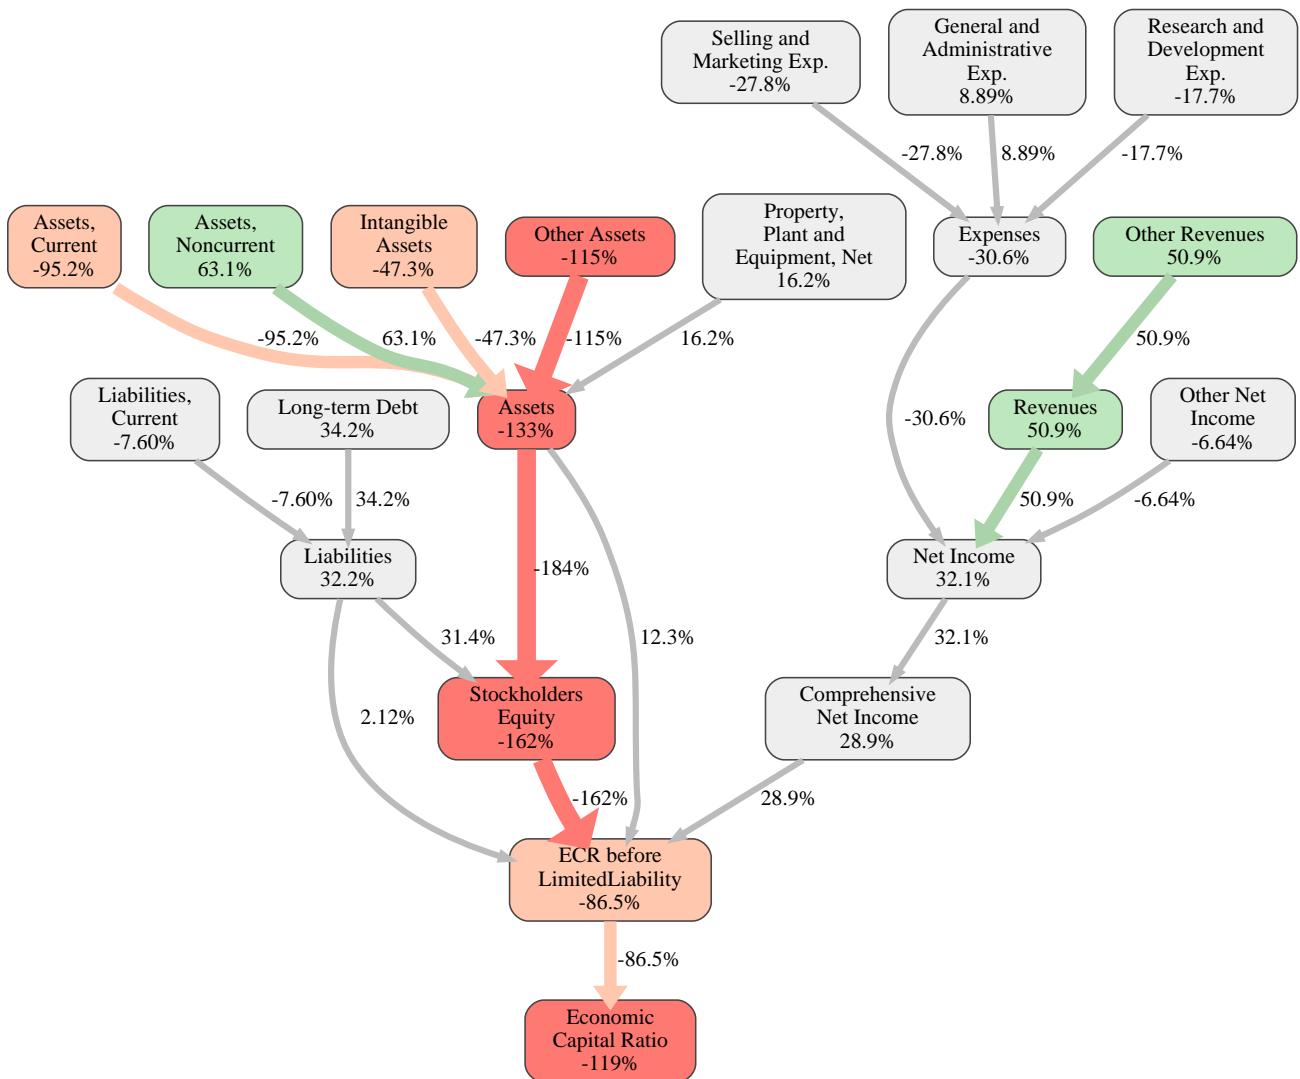 Selling and
Marketing Exp.
-27.8%
General and
Administrative
Exp.
8.89%
Research and
Development
Exp.
-17.7%
-27.8%
8.89%
-17.7%
Assets,
Current
-95.2%
Assets,
Noncurrent
63.1%
Intangible
Assets
-47.3%
Other Assets
-115%
Property,
Plant and
Equipment, Net
16.2%
Expenses
-30.6%
Other Revenues
50.9%
-95.2%
63.1%
-47.3%
-115%
16.2%
50.9%
Liabilities,
Current
-7.60%
Long-term Debt
34.2%
Assets
-133%
-30.6%
Revenues
50.9%
Other Net
Income
-6.64%
-7.60%
34.2%
50.9%
-6.64%
Liabilities
32.2%
-184%
Net Income
32.1%
31.4%
12.3%
32.1%
2.12%
Stockholders
Equity
-162%
Comprehensive
Net Income
28.9%
-162%
28.9%
ECR before
LimitedLiability
-86.5%
-86.5%
Economic
Capital Ratio
-119%